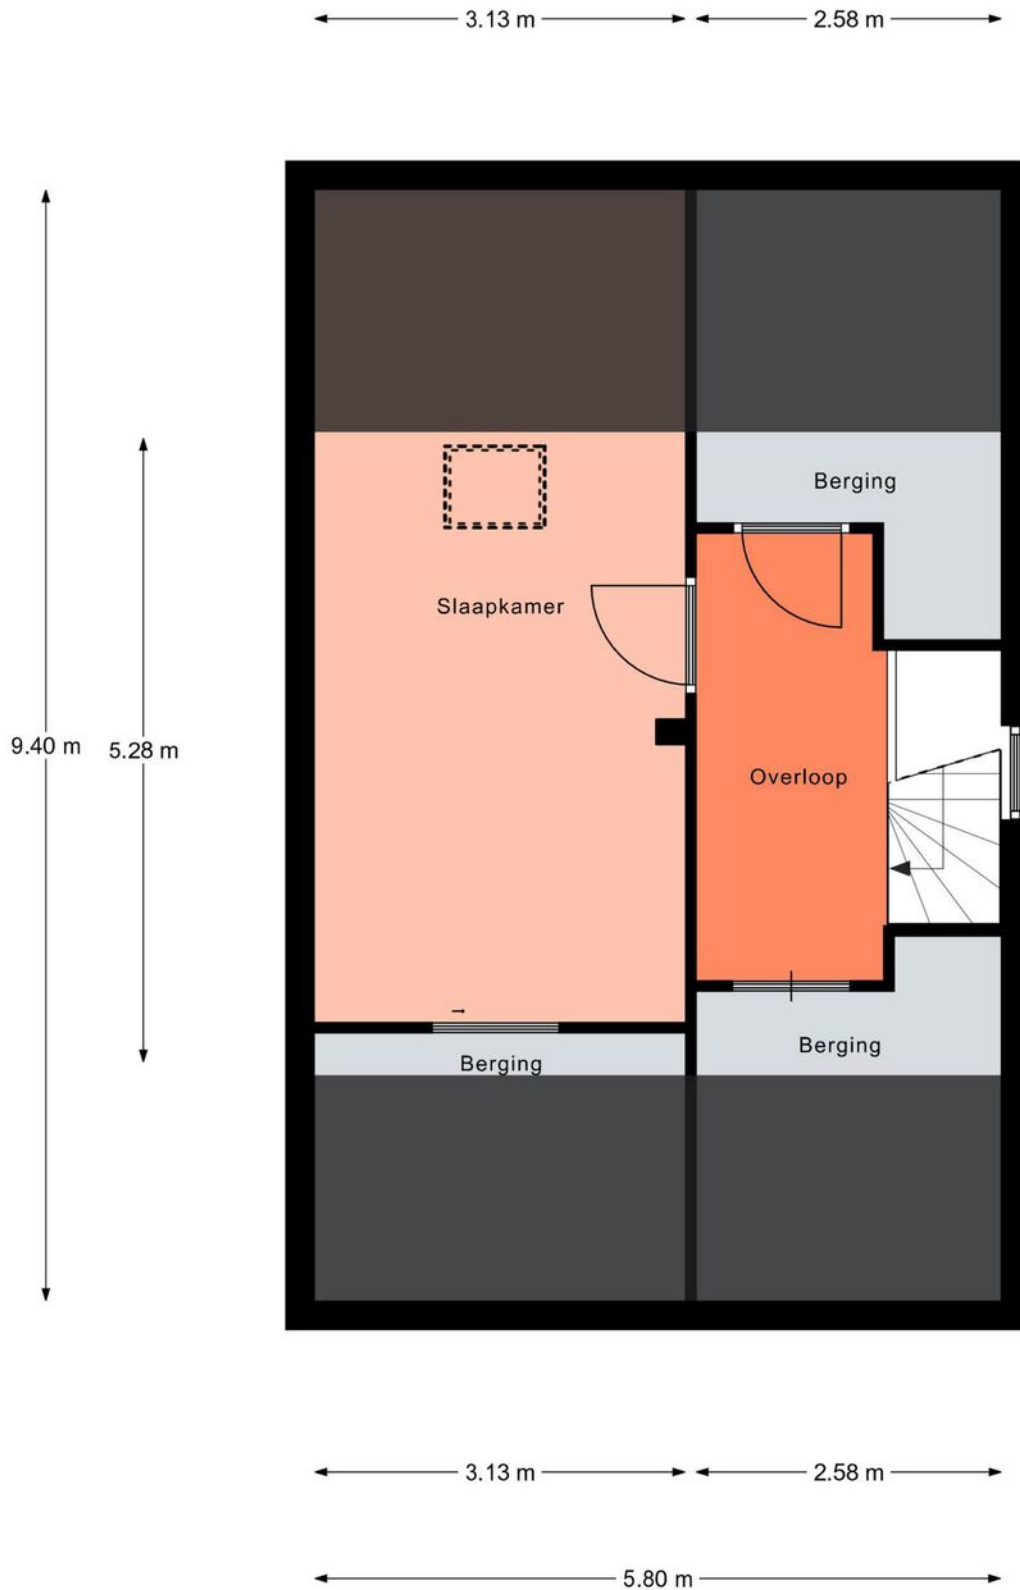 3.13 m
2.58 m
Berging
Slaapkamer
9.40 m
5.28 m
Overloop
Berging
Berging
3.13 m
2.58 m
5.80 m